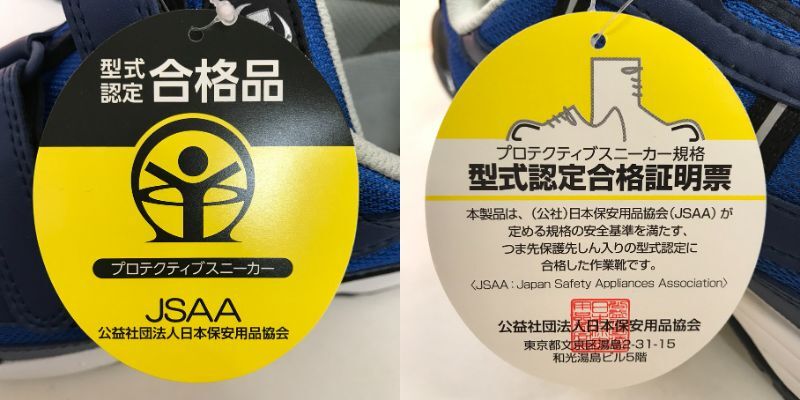 型式
認定
合格品
プロテクティブスニーカー
JSAA
公益社団法人日本保安用品協会
プロテクティブスニーカー規格
型式認定合格証明票
本製品は、(公社)日本保安用品協会(JSAA)が
定める規格の安全基準を満たす、
つま先保護先しん入りの型式認定に
合格した作業靴です。
〈JSAA:Japan Safety Appliances Association〉
公益社団法人日本保安用品協会
東京都文京区湯島2-31-15
和光湯島ビル5階